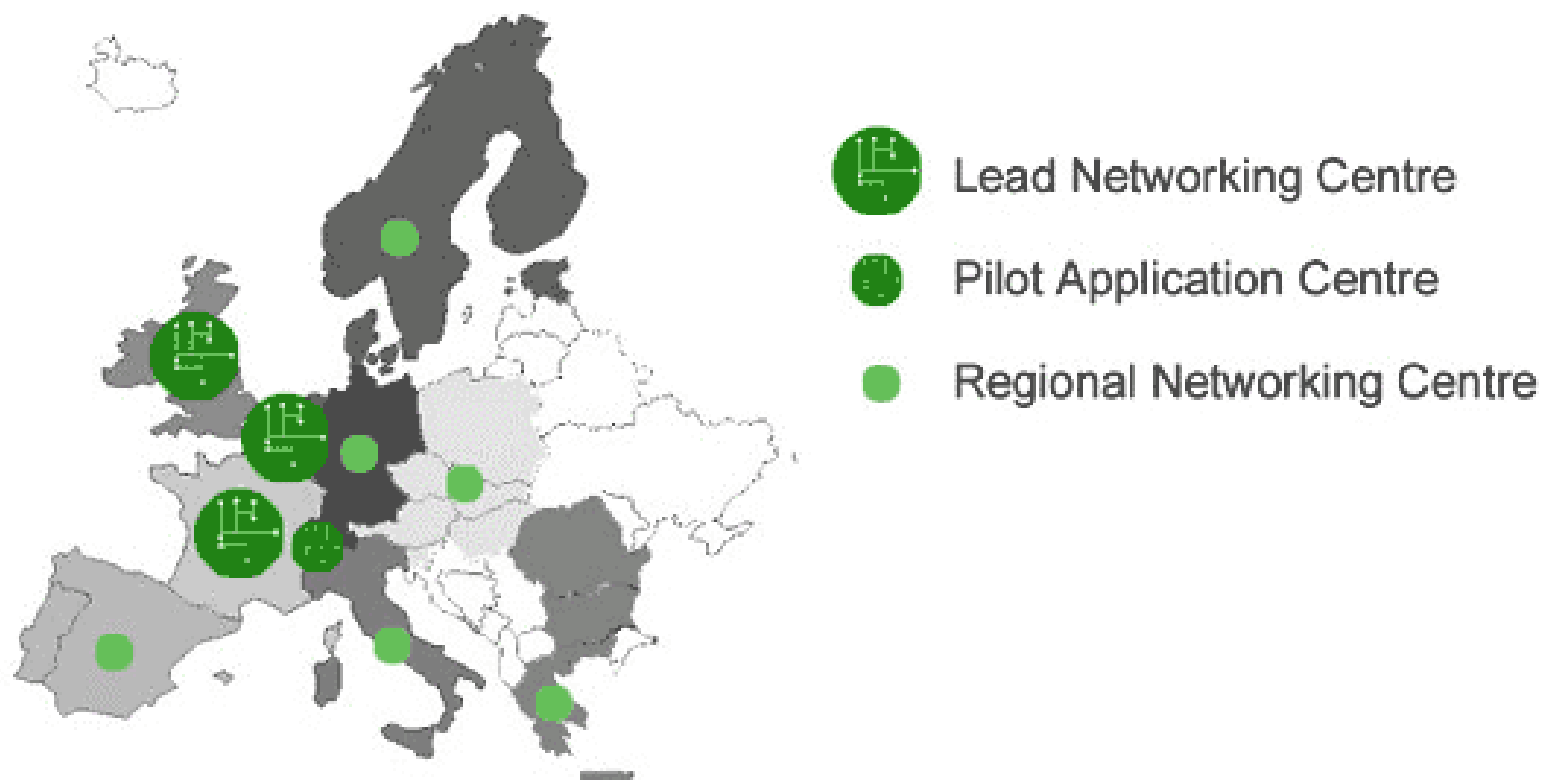 Lead Networking Centre
Pilot Application Centre
Regional Networking Centre